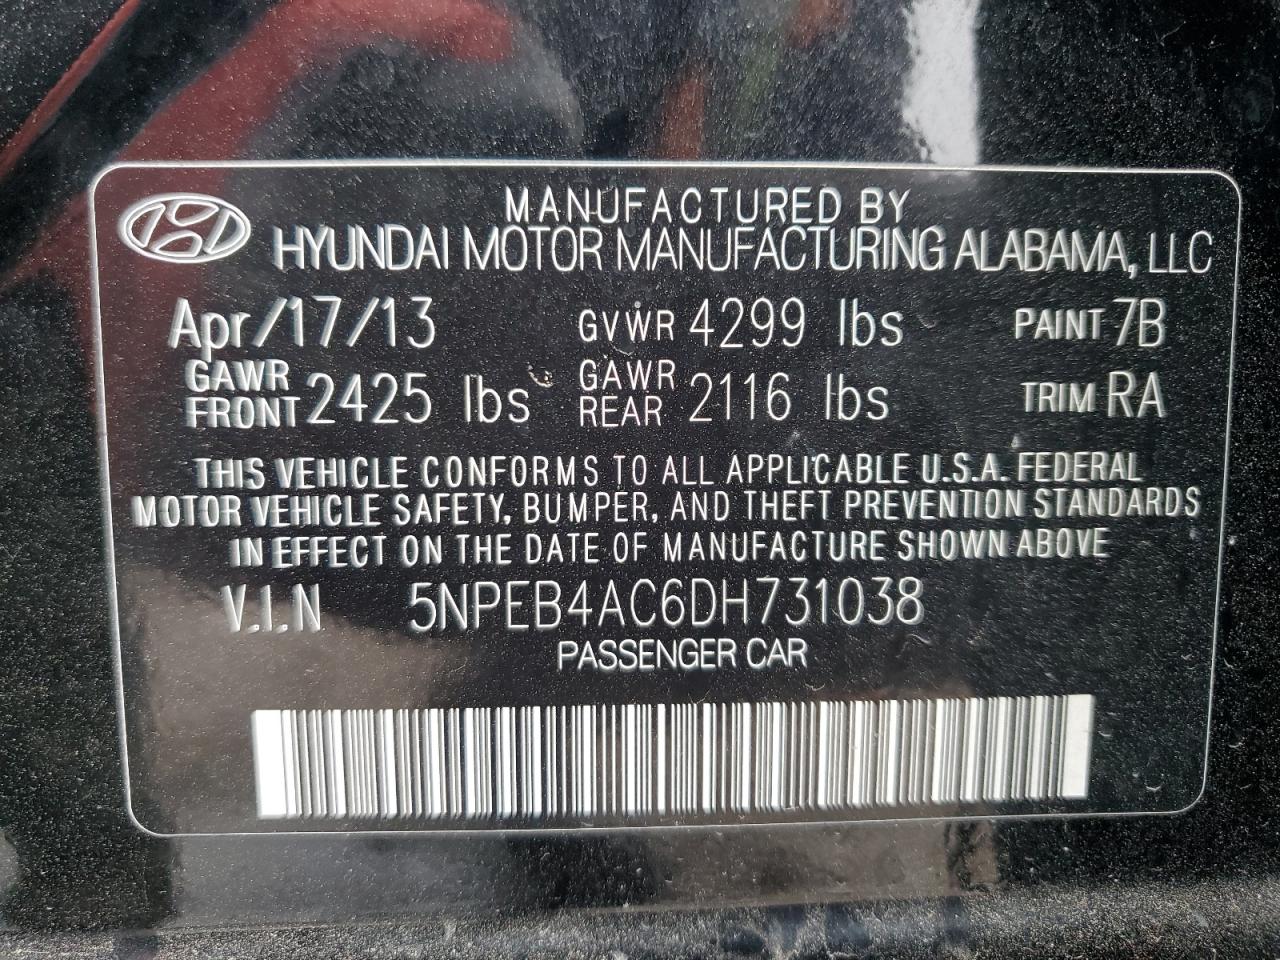 MANUFACTURED BY
HYUNDAI MOTOR MANUFACTURING ALABAMA, LLC
Apr/17/13 GVWR 4299 lbs PAINT 7B
GAWR FRONT 2425 lbs GAWR REAR 2116 lbs TRIM RA
THIS VEHICLE CONFORMS TO ALL APPLICABLE U.S.A. FEDERAL
MOTOR VEHICLE SAFETY, BUMPER, AND THEFT PREVENTION STANDARDS
IN EFFECT ON THE DATE OF MANUFACTURE SHOWN ABOVE
V.I.N 5NPEB4AC6DH731038
PASSENGER CAR